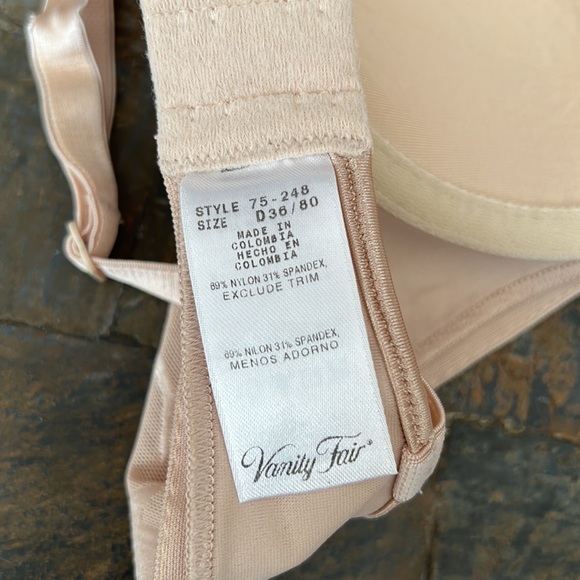 STYLE 75-248
SIZE D36/80
MADE IN
COLOMBIA
HECHO EN
COLOMBIA
69% NYLON 31% SPANDEX,
EXCLUDE TRIM
69% NILON 31% SPANDEX,
MENOS ADORNO
Vanity Fair®